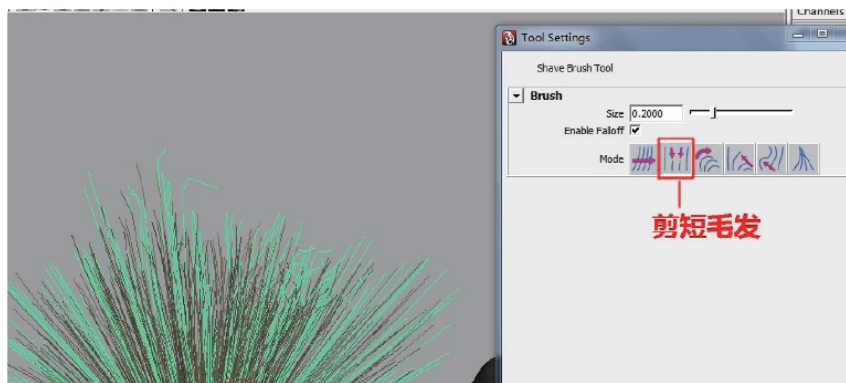 Channels
Tool Settings
Shave Brush Tool
Brush
Size 0.2000
Enable Falloff
Mode
剪短毛发